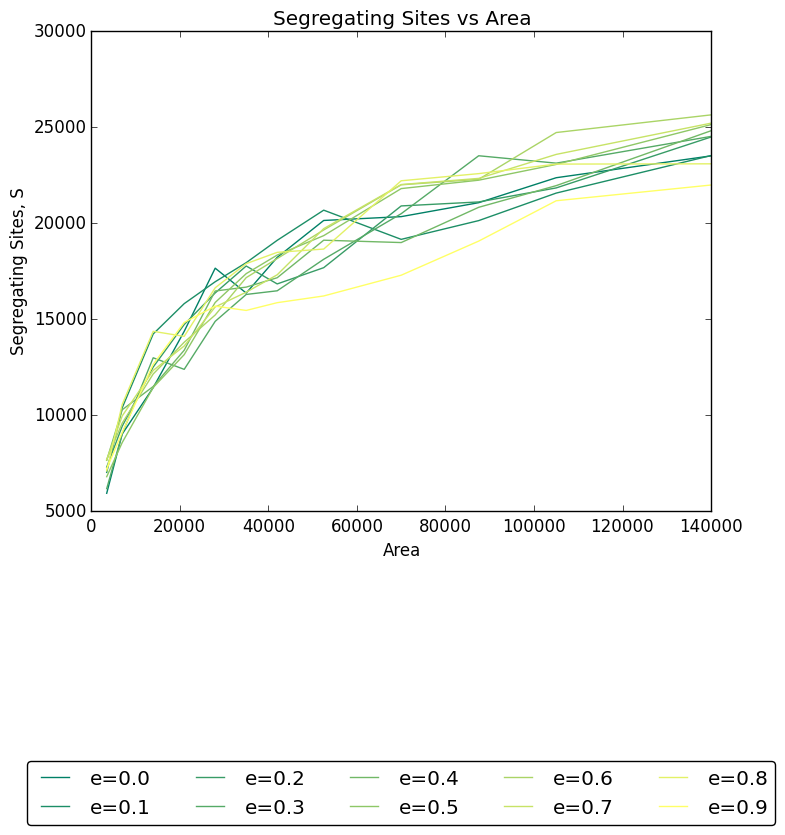 Segregating Sites vs Area
30000
25000
20000
15000
10000
5000
Segregating Sites, S
0 20000 40000 60000 80000 100000 120000 140000
Area
e=0.0 e=0.2 e=0.4 e=0.6 e=0.8
e=0.1 e=0.3 e=0.5 e=0.7 e=0.9